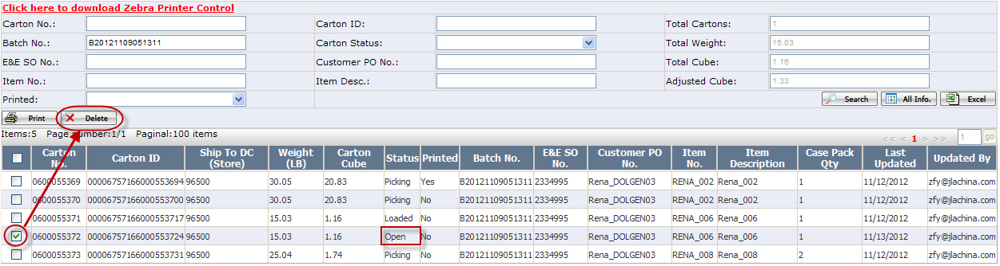 Click here to download Zebra Printer Control
Carton No.: Carton ID: Total Cartons: 1
Batch No.: B20121109051311 Carton Status: Total Weight: 15.03
E&E SO No.: Customer PO No.: Total Cube: 1.16
Item No.: Item Desc.: Adjusted Cube: 1.33
Printed: Search All Info. Excel
Print Delete
Items:5 Page number:1/1 Paginal:100 items << < 1 > >> 1 go
Carton No. Carton ID Ship To DC (Store) Weight (LB) Carton Cube Status Printed Batch No. E&E SO No. Customer PO No. Item No. Item Description Case Pack Qty Last Updated Updated By
0600055369 00006757166000553694 96500 30.05 20.83 Picking Yes B20121109051311 2334995 Rena_DOLGEN03 RENA_002 Rena_002 1 11/12/2012 zfy@jlachina.com
0600055370 00006757166000553700 96500 30.05 20.83 Picking No B20121109051311 2334995 Rena_DOLGEN03 RENA_002 Rena_002 1 11/12/2012 zfy@jlachina.com
0600055371 00006757166000553717 96500 15.03 1.16 Loaded No B20121109051311 2334995 Rena_DOLGEN03 RENA_006 Rena_006 1 11/12/2012 zfy@jlachina.com
0600055372 00006757166000553724 96500 15.03 1.16 Open No B20121109051311 2334995 Rena_DOLGEN03 RENA_006 Rena_006 1 11/13/2012 zfy@jlachina.com
0600055373 00006757166000553731 96500 25.04 1.74 Picking No B20121109051311 2334995 Rena_DOLGEN03 RENA_008 Rena_008 2 11/12/2012 zfy@jlachina.com